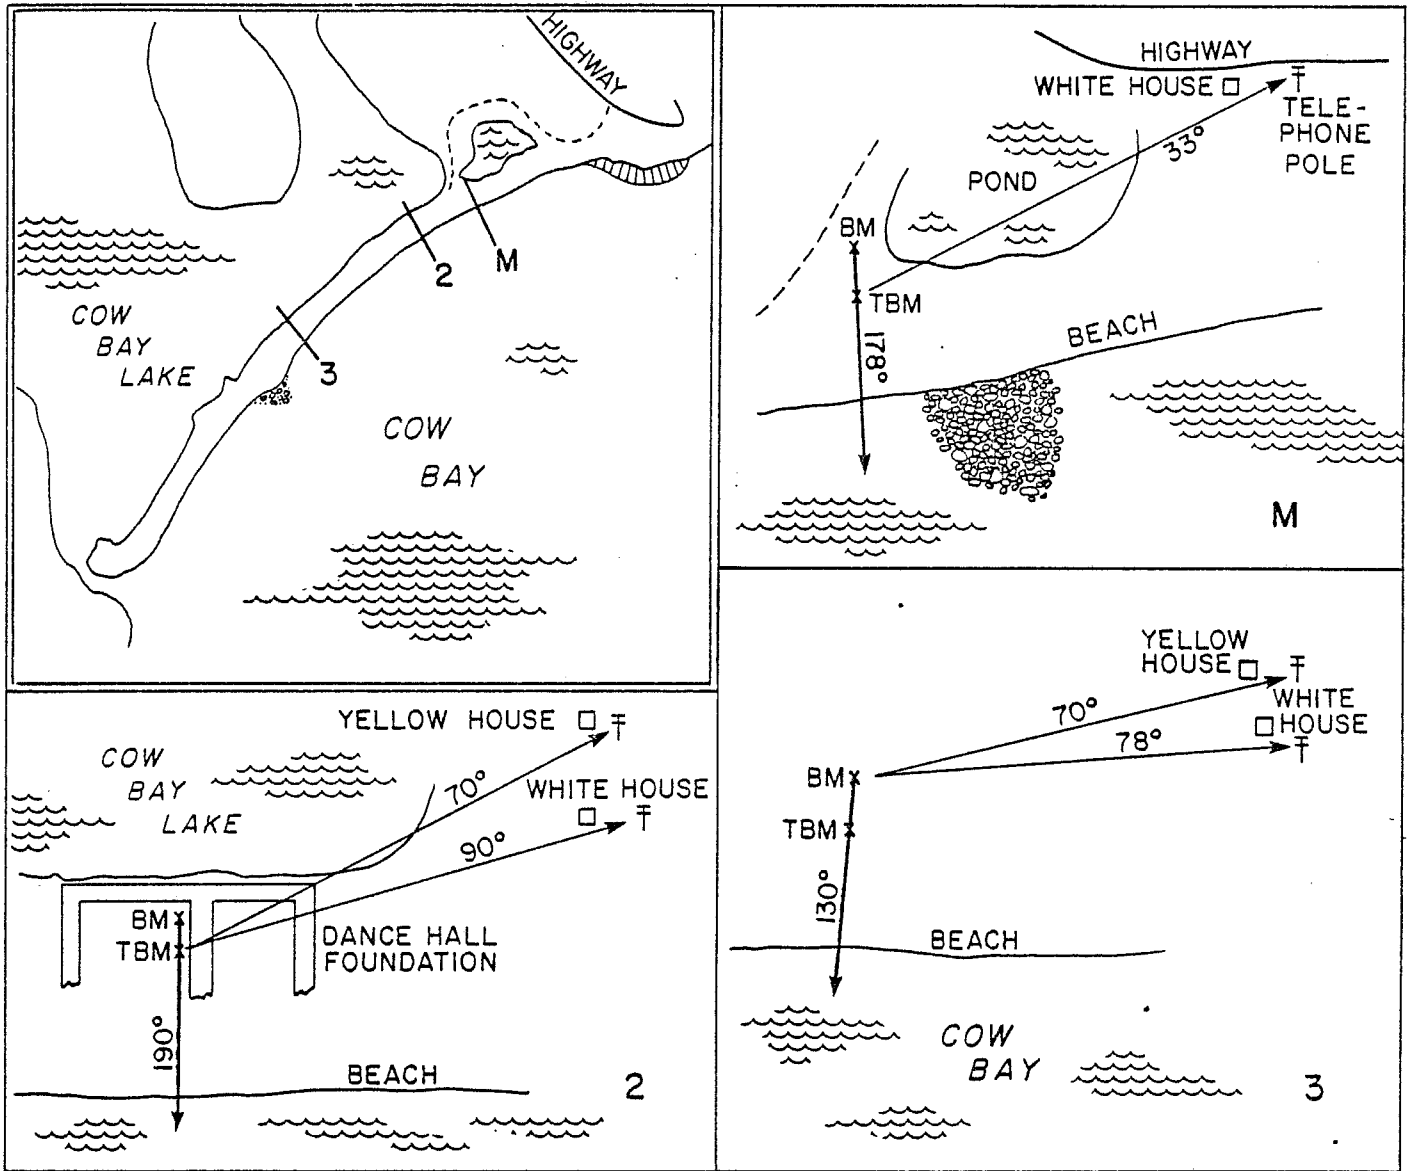 HIGHWAY
M
2
3
COW
BAY
LAKE
COW
BAY
HIGHWAY
WHITE HOUSE
TELE-
PHONE
POLE
33°
POND
BM
TBM
178°
BEACH
M
YELLOW HOUSE
COW
BAY
LAKE
70°
WHITE HOUSE
90°
BM
TBM
DANCE HALL
FOUNDATION
190°
BEACH
2
YELLOW
HOUSE
70°
WHITE
HOUSE
78°
BM
TBM
130°
BEACH
COW
BAY
3